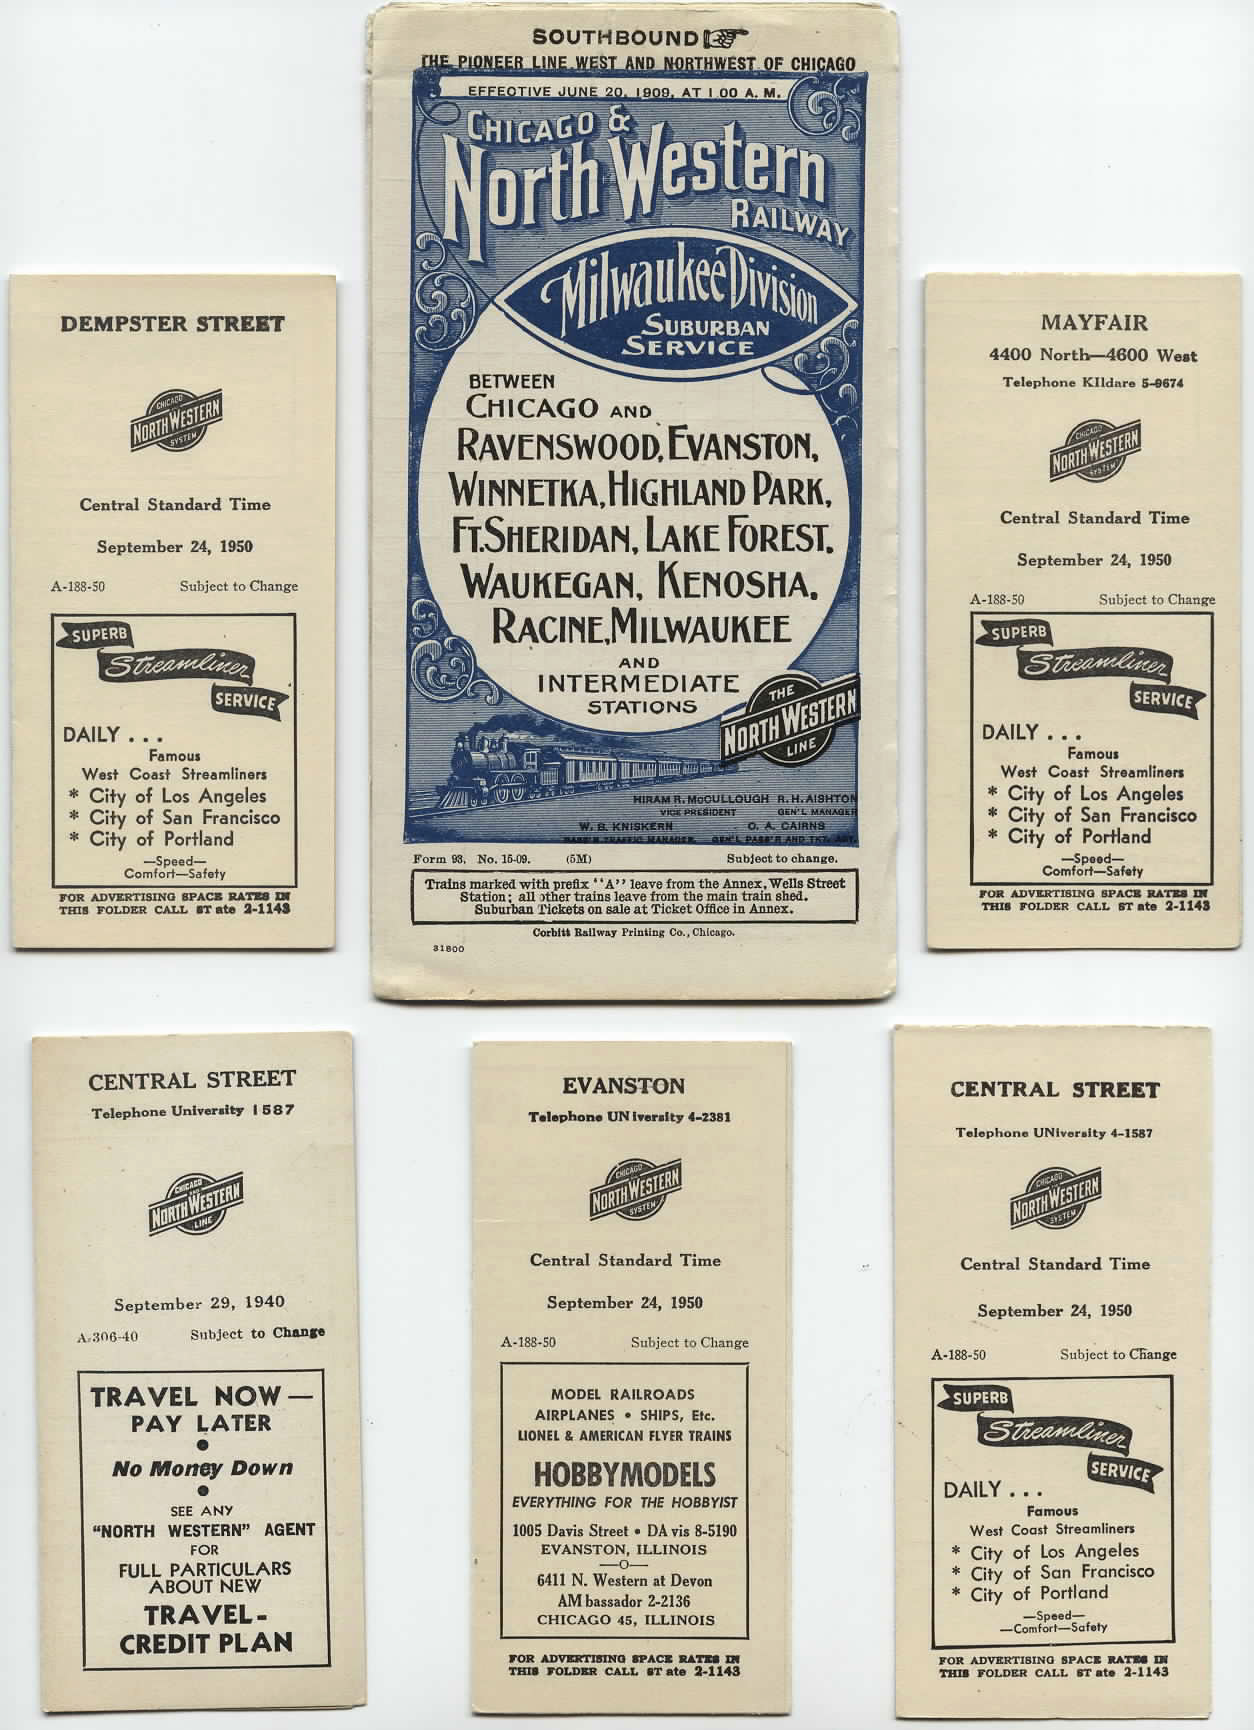 SOUTHBOUND
THE PIONEER LINE WEST AND NORTHWEST OF CHICAGO
EFFECTIVE JUNE 20, 1909, AT 1 00 A. M.
CHICAGO &
North Western
RAILWAY
Milwaukee Division
SUBURBAN
SERVICE
BETWEEN
CHICAGO AND
RAVENSWOOD, EVANSTON,
WINNETKA, HIGHLAND PARK,
FT. SHERIDAN, LAKE FOREST,
WAUKEGAN, KENOSHA,
RACINE, MILWAUKEE
AND
INTERMEDIATE
STATIONS
THE
NORTH WESTERN
LINE
HIRAM R. McCULLOUGH R. H. AISHTON
VICE PRESIDENT GEN'L MANAGER
W. B. KNISKERN C. A. CAIRNS
PASS'R TRAFFIC MANAGER. GEN'L PASS'R AND TKT. AGT.
Form 93, No. 15-09. (5M) Subject to change.
Trains marked with prefix "A" leave from the Annex, Wells Street
Station; all other trains leave from the main train shed.
Suburban Tickets on sale at Ticket Office in Annex.
Corbitt Railway Printing Co., Chicago.
31800
DEMPSTER STREET
CHICAGO
NORTH WESTERN
SYSTEM
Central Standard Time
September 24, 1950
A-188-50 Subject to Change
SUPERB
Streamliner
SERVICE
DAILY . . .
Famous
West Coast Streamliners
* City of Los Angeles
* City of San Francisco
* City of Portland
—Speed—
Comfort—Safety
FOR ADVERTISING SPACE RATES IN
THIS FOLDER CALL ST ate 2-1143
MAYFAIR
4400 North—4600 West
Telephone KIldare 5-9674
CHICAGO
NORTH WESTERN
SYSTEM
Central Standard Time
September 24, 1950
A-188-50 Subject to Change
SUPERB
Streamliner
SERVICE
DAILY . . .
Famous
West Coast Streamliners
* City of Los Angeles
* City of San Francisco
* City of Portland
—Speed—
Comfort—Safety
FOR ADVERTISING SPACE RATES IN
THIS FOLDER CALL ST ate 2-1143
CENTRAL STREET
Telephone University 1587
CHICAGO
AND
NORTH WESTERN
LINE
September 29, 1940
A-306-40 Subject to Change
TRAVEL NOW —
PAY LATER
•
No Money Down
•
SEE ANY
"NORTH WESTERN" AGENT
FOR
FULL PARTICULARS
ABOUT NEW
TRAVEL-
CREDIT PLAN
EVANSTON
Telephone UN iversity 4-2381
CHICAGO
NORTH WESTERN
SYSTEM
Central Standard Time
September 24, 1950
A-188-50 Subject to Change
MODEL RAILROADS
AIRPLANES • SHIPS, Etc.
LIONEL & AMERICAN FLYER TRAINS
HOBBYMODELS
EVERYTHING FOR THE HOBBYIST
1005 Davis Street • DA vis 8-5190
EVANSTON, ILLINOIS
—O—
6411 N. Western at Devon
AM bassador 2-2136
CHICAGO 45, ILLINOIS
FOR ADVERTISING SPACE RATES IN
THIS FOLDER CALL ST ate 2-1143
CENTRAL STREET
Telephone UNiversity 4-1587
CHICAGO
NORTH WESTERN
SYSTEM
Central Standard Time
September 24, 1950
A-188-50 Subject to Change
SUPERB
Streamliner
SERVICE
DAILY . . .
Famous
West Coast Streamliners
* City of Los Angeles
* City of San Francisco
* City of Portland
—Speed—
—Comfort—Safety
FOR ADVERTISING SPACE RATES IN
THIS FOLDER CALL ST ate 2-1143